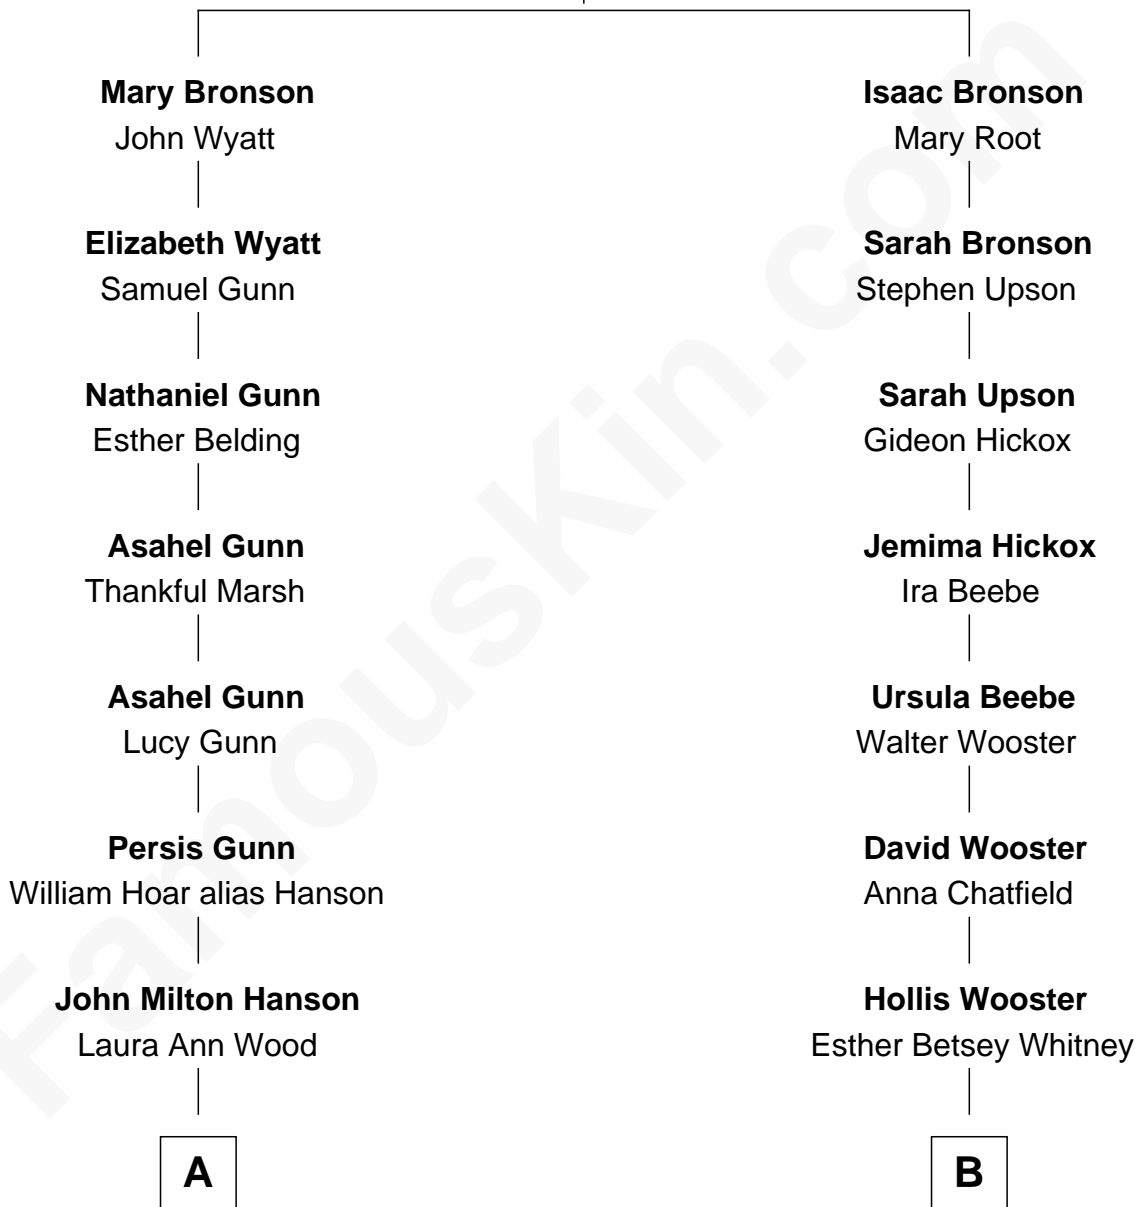 Mary Bronson
John Wyatt
Isaac Bronson
Mary Root
Elizabeth Wyatt
Samuel Gunn
Sarah Bronson
Stephen Upson
Nathaniel Gunn
Esther Belding
Sarah Upson
Gideon Hickox
Asahel Gunn
Thankful Marsh
Jemima Hickox
Ira Beebe
Asahel Gunn
Lucy Gunn
Ursula Beebe
Walter Wooster
Persis Gunn
William Hoar alias Hanson
David Wooster
Anna Chatfield
John Milton Hanson
Laura Ann Wood
Hollis Wooster
Esther Betsey Whitney
A
B
FamousKin.com